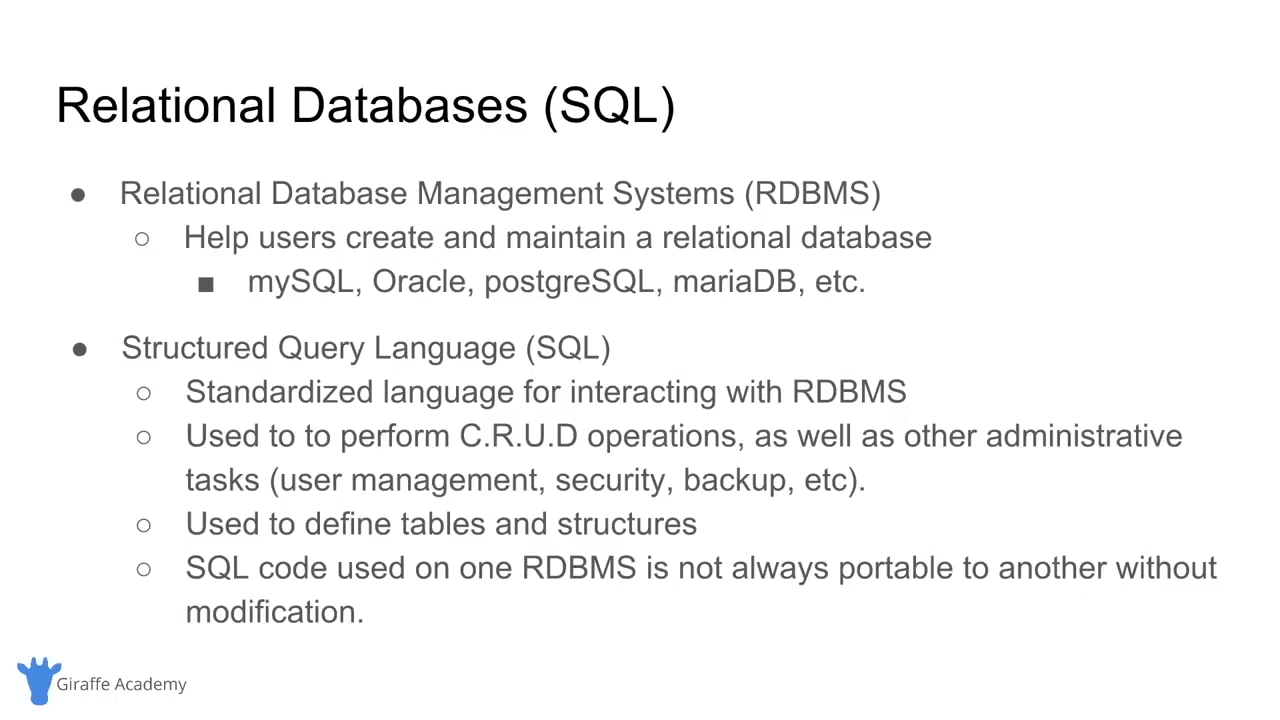 Relational Databases (SQL)
● Relational Database Management Systems (RDBMS)
○ Help users create and maintain a relational database
■ mySQL, Oracle, postgreSQL, mariaDB, etc.
● Structured Query Language (SQL)
○ Standardized language for interacting with RDBMS
○ Used to to perform C.R.U.D operations, as well as other administrative
tasks (user management, security, backup, etc).
○ Used to define tables and structures
○ SQL code used on one RDBMS is not always portable to another without
modification.
Giraffe Academy